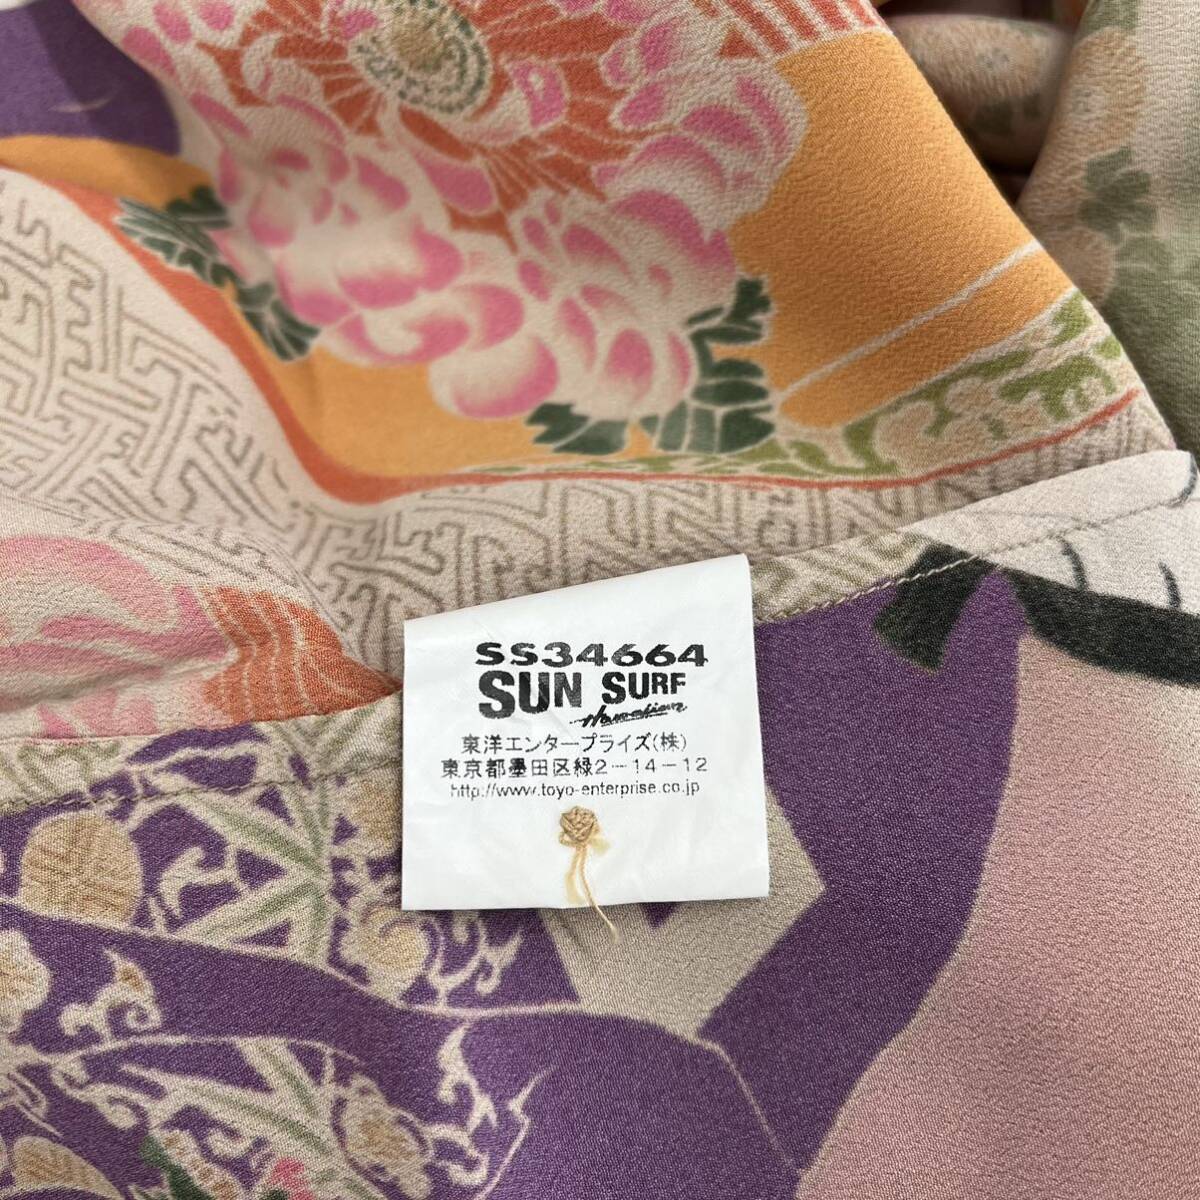 SS34664
SUN SURF
Hawaiian
東洋エンタープライズ(株)
東京都墨田区緑2-14-12
http://www.toyo-enterprise.co.jp